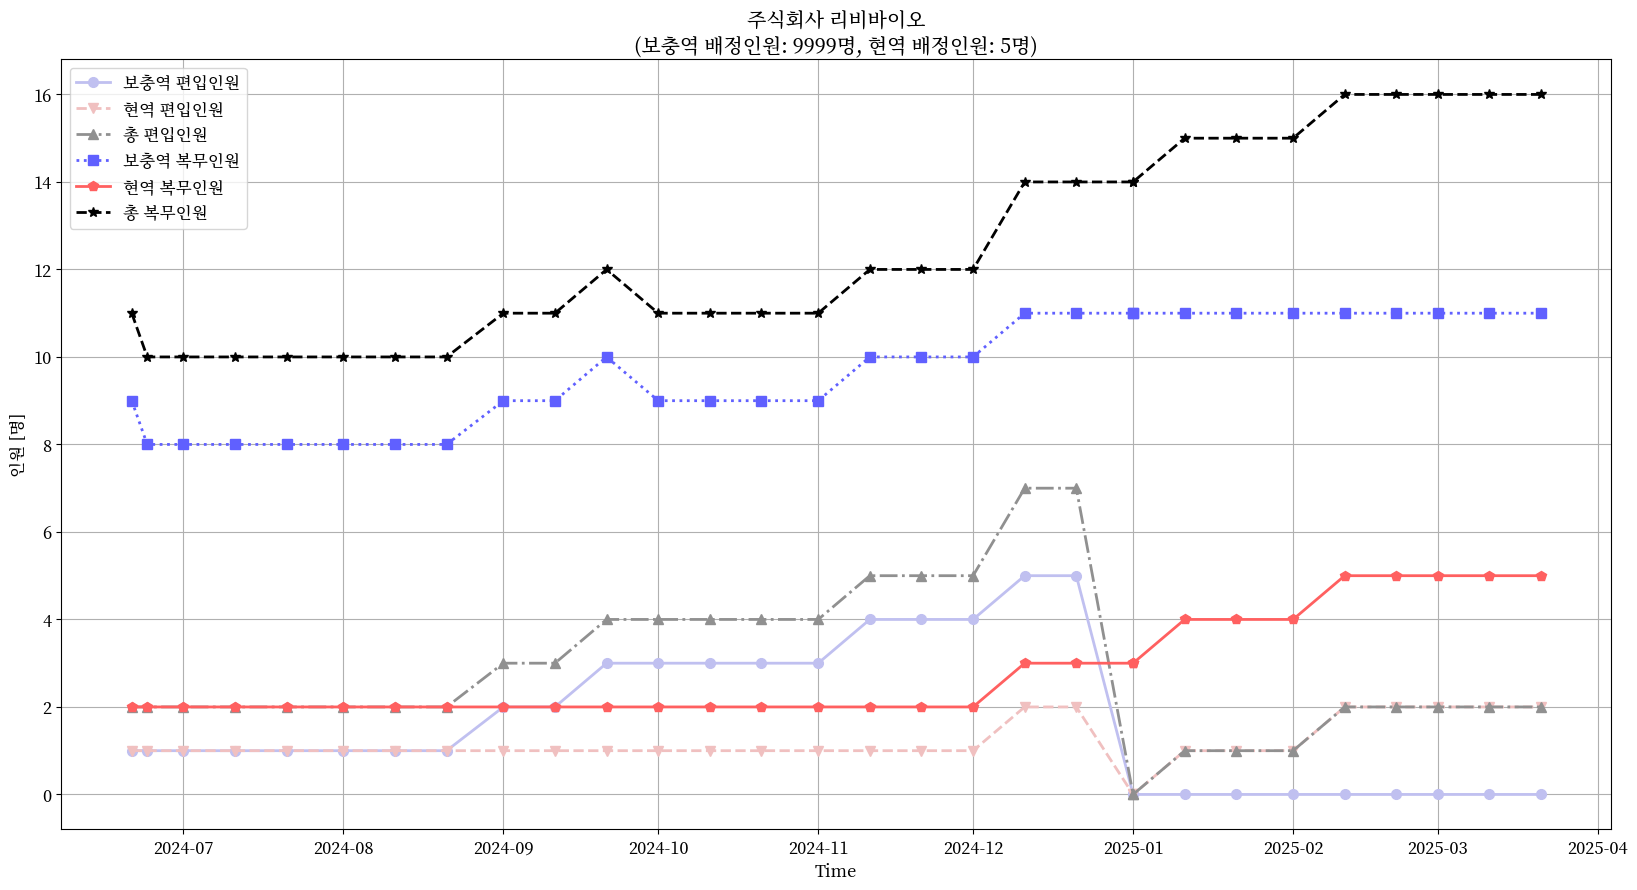 주식회사 리비바이오
(보충역 배정인원: 9999명, 현역 배정인원: 5명)
보충역 편입인원
현역 편입인원
총 편입인원
보충역 복무인원
현역 복무인원
총 복무인원
인원 [명]
16
14
12
10
8
6
4
2
0
2024-07
2024-08
2024-09
2024-10
2024-11
2024-12
2025-01
2025-02
2025-03
2025-04
Time